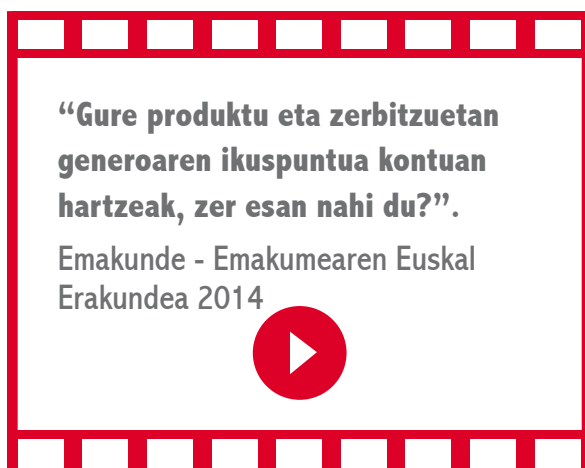 “Gure produktu eta zerbitzuetan
generoaren ikuspuntua kontuan
hartzeak, zer esan nahi du?”.
Emakunde - Emakumearen Euskal
Erakundea 2014